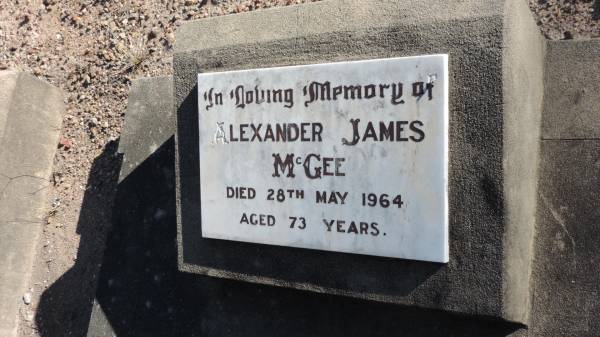 In Loving Memory of
ALEXANDER JAMES
McGEE
DIED 28TH MAY 1964
AGED 73 YEARS.